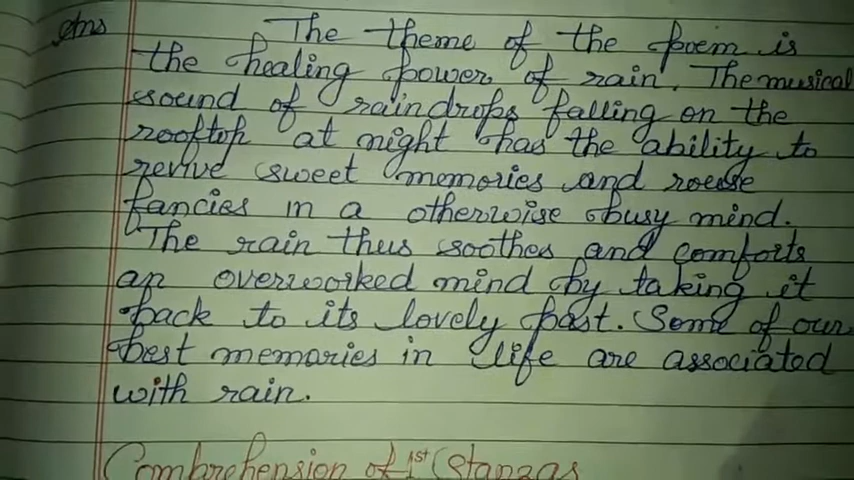 Ans The theme of the poem is
the healing power of rain. The musical
sound of raindrops falling on the
rooftop at night has the ability to
revive sweet memories and rouse
fancies in a otherwise busy mind.
The rain thus soothes and comforts
an overworked mind by taking it
back to its lovely past. Some of our
best memories in life are associated
with rain.
Comprehension of 1st Stanzas